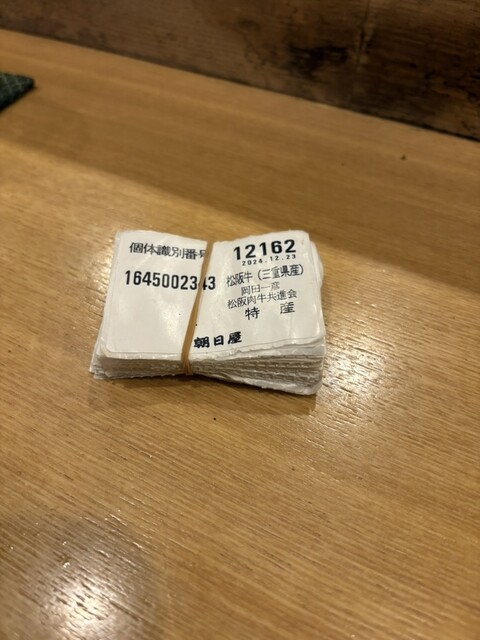 個体識別番号
12162
2024.12.23
1645002343
松阪牛(三重県産)
岡田一彦
松阪肉牛共進会
特 産
朝日屋